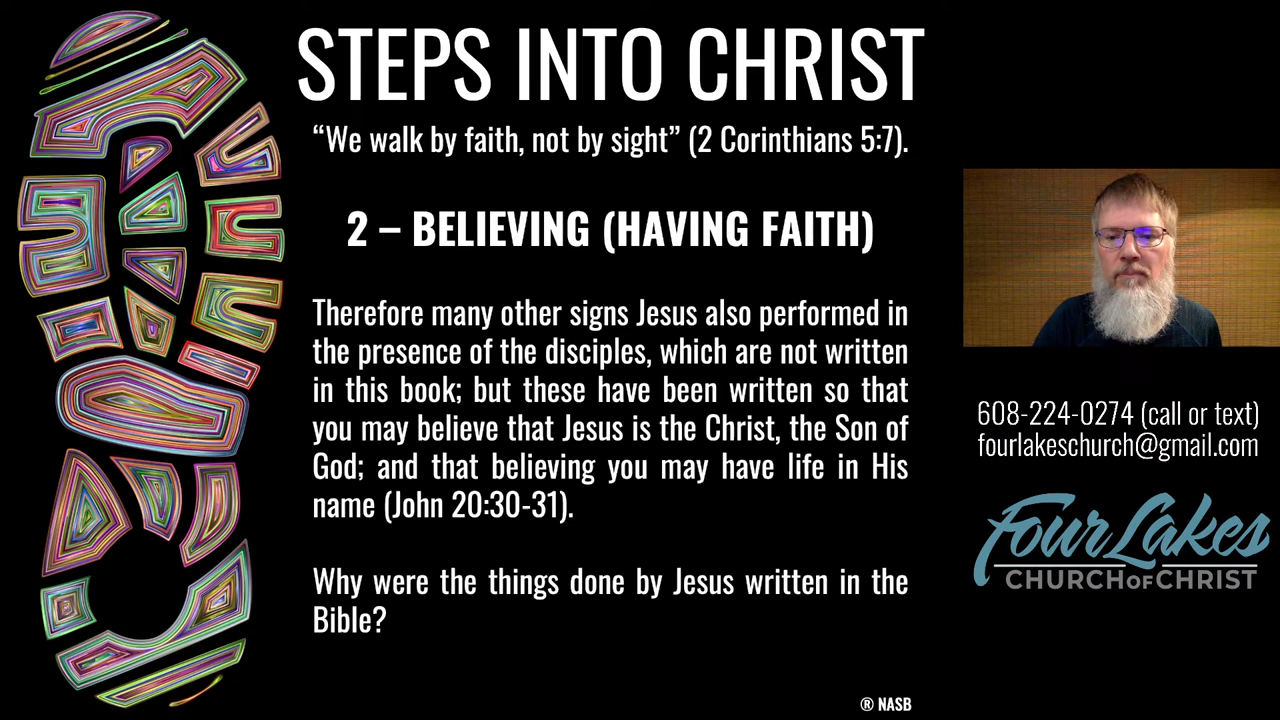 STEPS INTO CHRIST
“We walk by faith, not by sight” (2 Corinthians 5:7).
2 – BELIEVING (HAVING FAITH)
Therefore many other signs Jesus also performed in
the presence of the disciples, which are not written
in this book; but these have been written so that
you may believe that Jesus is the Christ, the Son of
God; and that believing you may have life in His
name (John 20:30-31).
Why were the things done by Jesus written in the
Bible?
® NASB
608-224-0274 (call or text)
fourlakeschurch@gmail.com
Four Lakes
CHURCH OF CHRIST